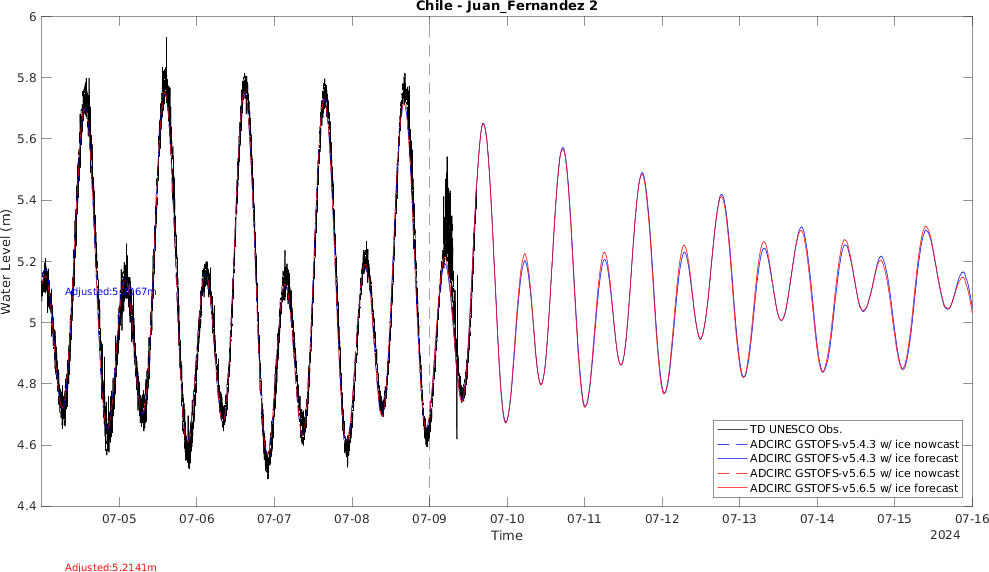 Chile - Juan_Fernandez 2
Water Level (m)
6
5.8
5.6
5.4
5.2
5
4.8
4.6
4.4
07-05
07-06
07-07
07-08
07-09
07-10
07-11
07-12
07-13
07-14
07-15
07-16
Time
2024
TD UNESCO Obs.
ADCIRC GSTOFS-v5.4.3 w/ ice nowcast
ADCIRC GSTOFS-v5.4.3 w/ ice forecast
ADCIRC GSTOFS-v5.6.5 w/ ice nowcast
ADCIRC GSTOFS-v5.6.5 w/ ice forecast
Adjusted:5.2141m